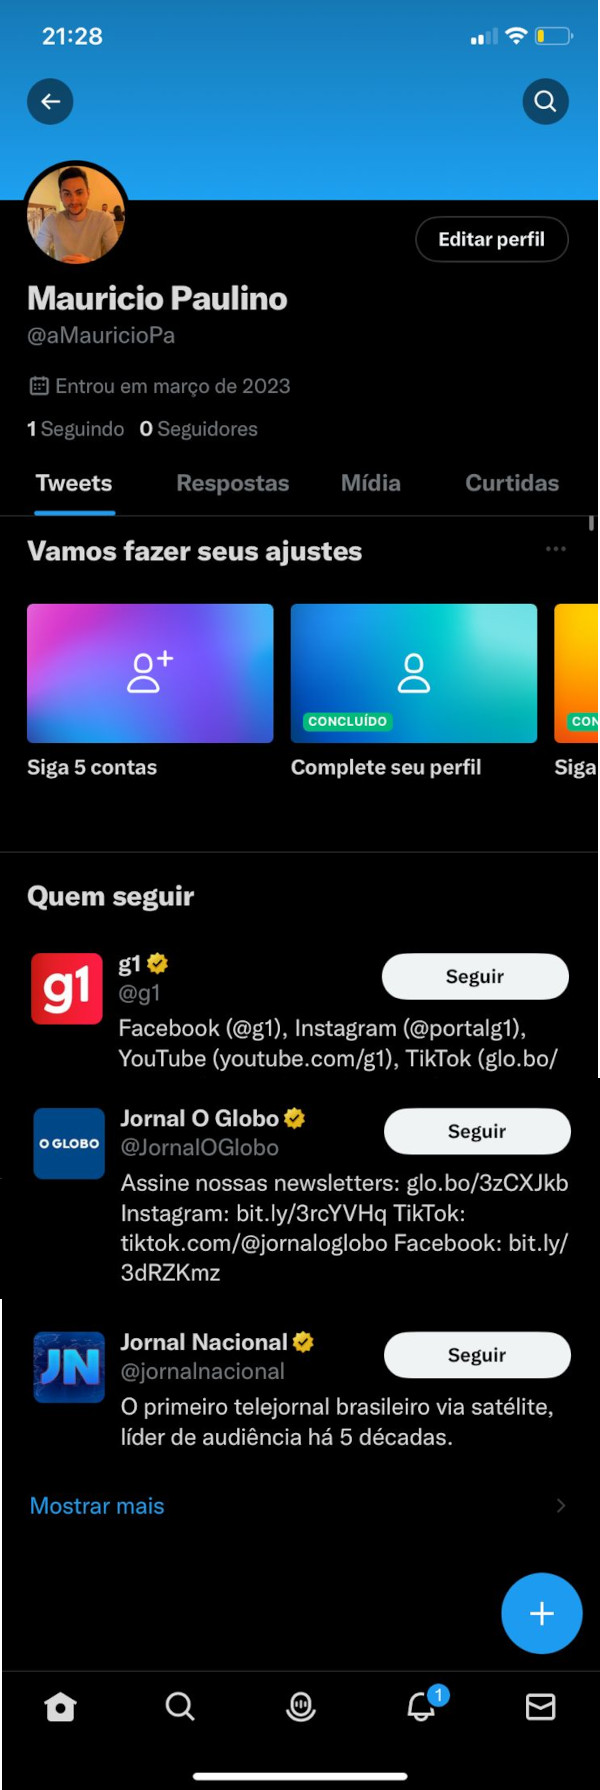 21:28
Editar perfil
Mauricio Paulino
@aMauricioPa
Entrou em março de 2023
1 Seguindo 0 Seguidores
Tweets Respostas Mídia Curtidas
Vamos fazer seus ajustes
CONCLUÍDO CON
Siga 5 contas Complete seu perfil Siga
Quem seguir
g1
g1
Seguir
@g1
Facebook (@g1), Instagram (@portalg1),
YouTube (youtube.com/g1), TikTok (glo.bo/
O GLOBO
Jornal O Globo
Seguir
@JornalOGlobo
Assine nossas newsletters: glo.bo/3zCXJkb
Instagram: bit.ly/3rcYVHq TikTok:
tiktok.com/@jornaloglobo Facebook: bit.ly/
3dRZKmz
JN
Jornal Nacional
Seguir
@jornalnacional
O primeiro telejornal brasileiro via satélite,
líder de audiência há 5 décadas.
Mostrar mais
1